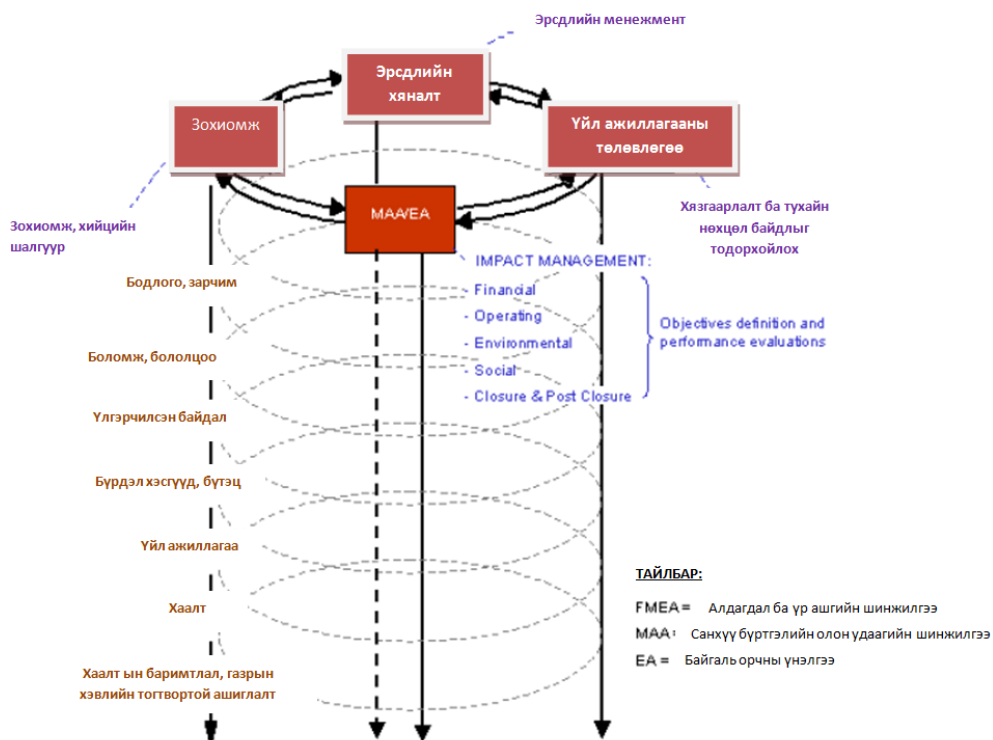 Эрсдлийн менежмент
Эрсдлийн
хяналт
Зохиомж
Үйл ажиллагааны
төлөвлөгөө
MAA/EA
Зохиомж, хийцийн
шалгуур
Хязгаарлалт ба тухайн
нөхцөл байдлыг
тодорхойлох
IMPACT MANAGEMENT:
- Financial
- Operating
- Environmental
- Social
- Closure & Post Closure
Objectives definition and
performance evaluations
Бодлого, зарчим
Боломж, бололцоо
Үлгэрчилсэн байдал
Бүрдэл хэсгүүд, бүтэц
Үйл ажиллагаа
Хаалт
Хаалт ын баримтлал, газрын
хэвлийн тогтвортой ашиглалт
ТАЙЛБАР:
FMEA = Алдагдал ба үр ашгийн шинжилгээ
MAA: Санхүү бүртгэлийн олон удаагийн шинжилгээ
EA = Байгаль орчны үнэлгээ